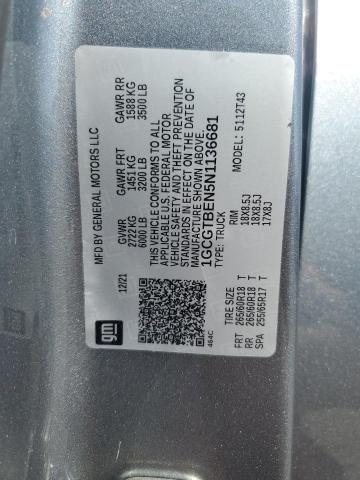 MFD BY GENERAL MOTORS LLC
12/21
GVWR
2722 KG
6000 LB
GAWR FRT
1451 KG
3200 LB
GAWR RR
1588 KG
3500 LB
THIS VEHICLE CONFORMS TO ALL
APPLICABLE U.S. FEDERAL MOTOR
VEHICLE SAFETY AND THEFT PREVENTION
STANDARDS IN EFFECT ON THE DATE OF
MANUFACTURE SHOWN ABOVE.
1GCGTBEN5N1136681
TYPE: TRUCK
MODEL: 5112T43
gm
464C
TIRE SIZE RIM
FRT 265/60R18 T 18X8.5J
RR 265/60R18 T 18X8.5J
SPA 255/65R17 T 17X8J